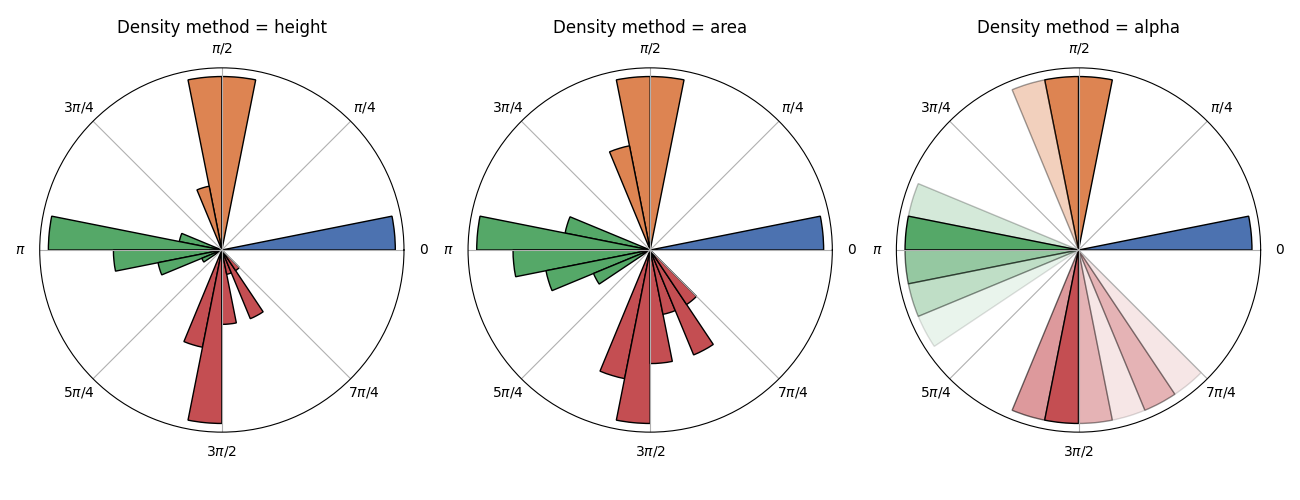 Density method = height
π/2
3π/4
π/4
π
0
5π/4
7π/4
3π/2
Density method = area
π/2
3π/4
π/4
π
0
5π/4
7π/4
3π/2
Density method = alpha
π/2
3π/4
π/4
π
0
5π/4
7π/4
3π/2